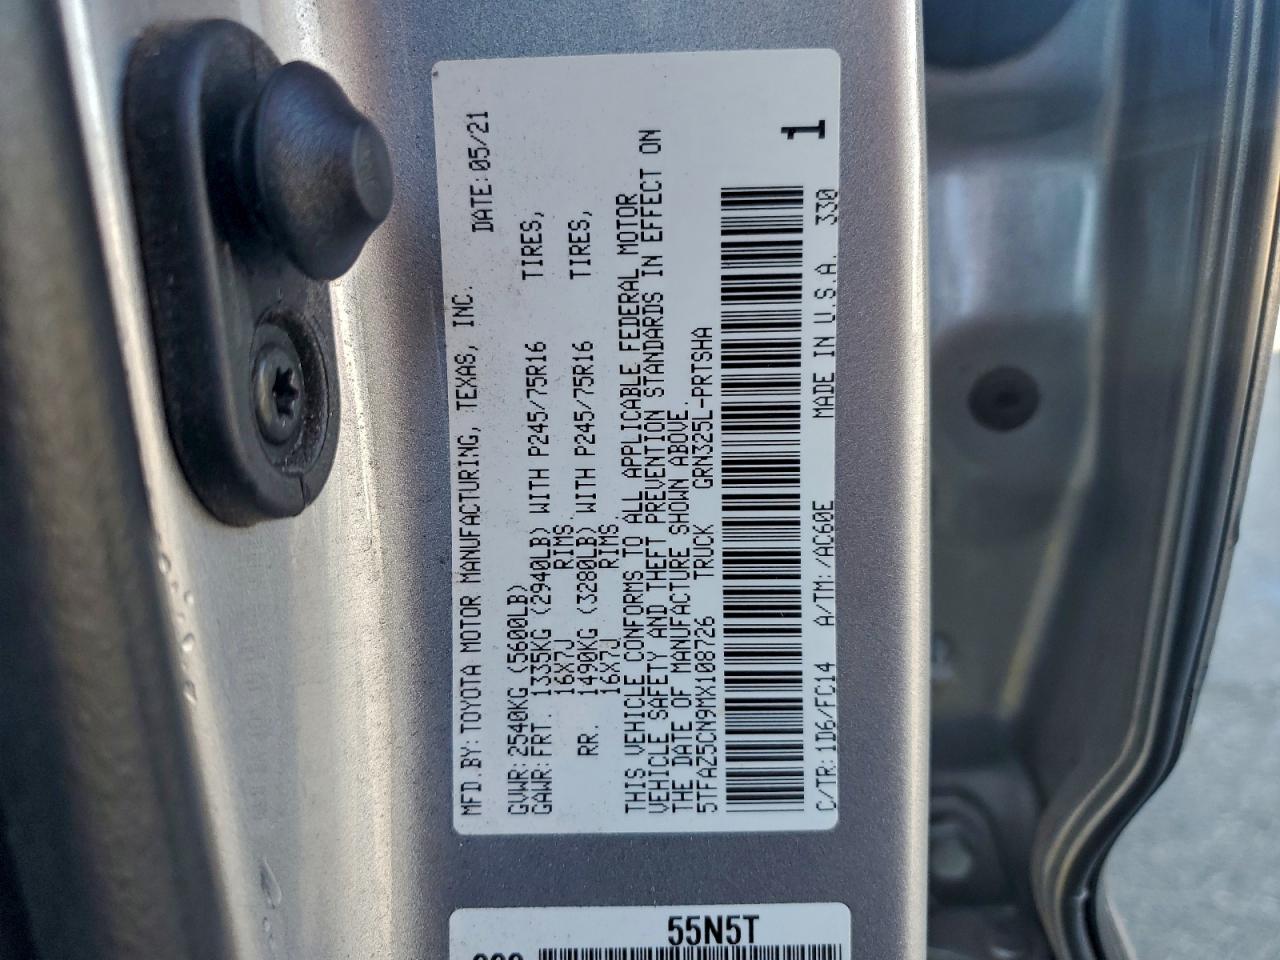 MFD.BY:TOYOTA MOTOR MANUFACTURING, TEXAS, INC. DATE:05/21
GVWR:2540KG (5600LB)
GAWR:FRT. 1335KG (2940LB) WITH P245/75R16 TIRES,
16X7J RIMS
RR. 1490KG (3280LB) WITH P245/75R16 TIRES,
16X7J RIMS
THIS VEHICLE CONFORMS TO ALL APPLICABLE FEDERAL MOTOR
VEHICLE SAFETY AND THEFT PREVENTION STANDARDS IN EFFECT ON
THE DATE OF MANUFACTURE SHOWN ABOVE.
5TFAZ5CN9MX108726 TRUCK GRN325L-PRTSHA
1
C/TR:1D6/FC14 A/TM:/AC60E MADE IN U.S.A. 330
55N5T